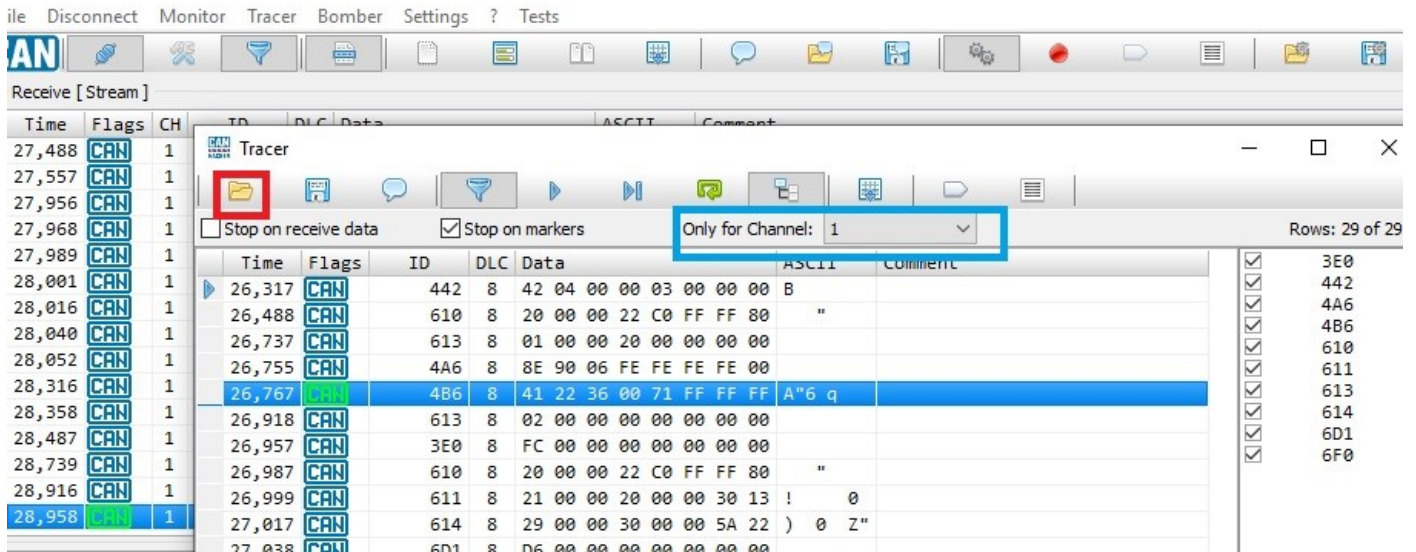 ile Disconnect Monitor Tracer Bomber Settings ? Tests
AN
Receive [ Stream ]
Time Flags CH ID DLC Data ASCII Comment
27,488 CAN 1
27,557 CAN 1
27,956 CAN 1
27,968 CAN 1
27,989 CAN 1
28,001 CAN 1
28,016 CAN 1
28,040 CAN 1
28,052 CAN 1
28,316 CAN 1
28,358 CAN 1
28,487 CAN 1
28,739 CAN 1
28,916 CAN 1
28,958 CAN 1
CAN Tracer
Stop on receive data Stop on markers Only for Channel: 1 Rows: 29 of 29
Time Flags ID DLC Data ASCII Comment
26,317 CAN 442 8 42 04 00 00 03 00 00 00 B
26,488 CAN 610 8 20 00 00 22 C0 FF FF 80 "
26,737 CAN 613 8 01 00 00 20 00 00 00 00
26,755 CAN 4A6 8 8E 90 06 FE FE FE FE 00
26,767 CAN 4B6 8 41 22 36 00 71 FF FF FF A"6 q
26,918 CAN 613 8 02 00 00 00 00 00 00 00
26,957 CAN 3E0 8 FC 00 00 00 00 00 00 00
26,987 CAN 610 8 20 00 00 22 C0 FF FF 80 "
26,999 CAN 611 8 21 00 00 20 00 00 30 13 ! 0
27,017 CAN 614 8 29 00 00 30 00 00 5A 22 ) 0 Z"
27,038 CAN 6D1 8 D6 00 00 00 00 00 00 00
3E0
442
4A6
4B6
610
611
613
614
6D1
6F0